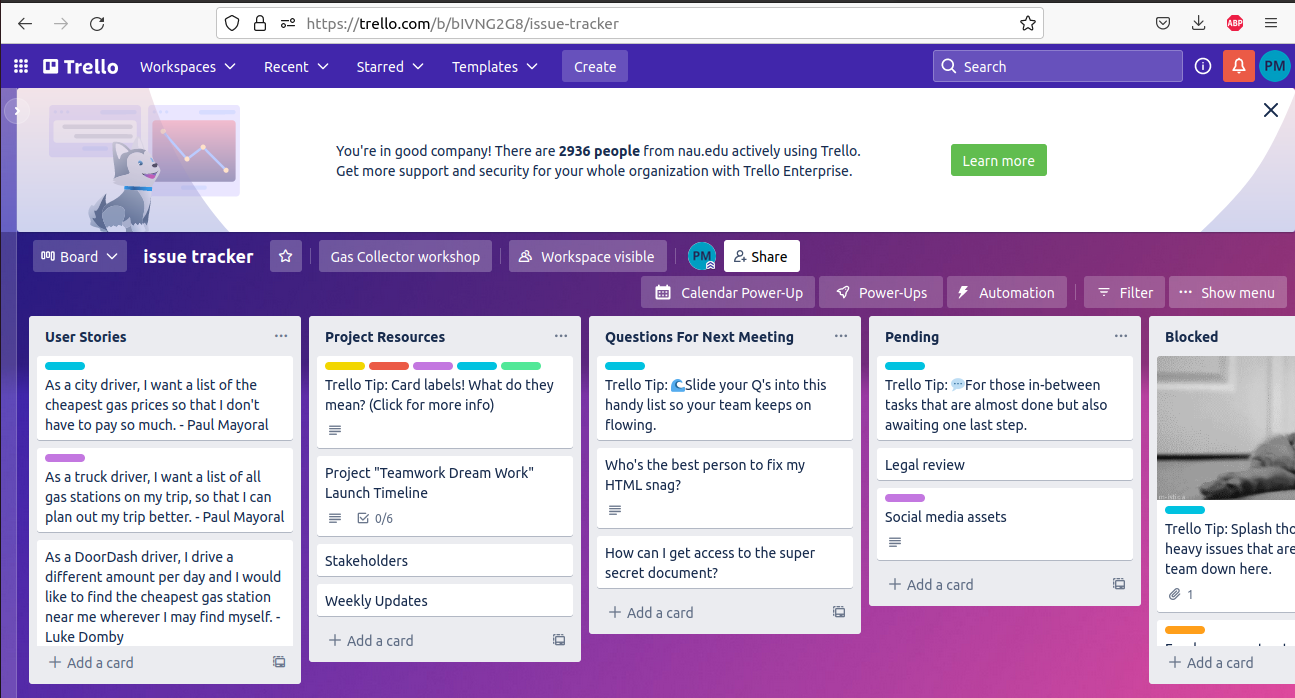 https://trello.com/b/bIVNG2G8/issue-tracker
ABP
Trello Workspaces Recent Starred Templates Create Search PM
You're in good company! There are 2936 people from nau.edu actively using Trello.
Get more support and security for your whole organization with Trello Enterprise.
Learn more
Board issue tracker Gas Collector workshop Workspace visible PM Share
Calendar Power-Up Power-Ups Automation Filter Show menu
User Stories
As a city driver, I want a list of the
cheapest gas prices so that I don't
have to pay so much. - Paul Mayoral
As a truck driver, I want a list of all
gas stations on my trip, so that I can
plan out my trip better. - Paul Mayoral
As a DoorDash driver, I drive a
different amount per day and I would
like to find the cheapest gas station
near me wherever I may find myself. -
Luke Domby
+ Add a card
Project Resources
Trello Tip: Card labels! What do they
mean? (Click for more info)
Project "Teamwork Dream Work"
Launch Timeline
0/6
Stakeholders
Weekly Updates
+ Add a card
Questions For Next Meeting
Trello Tip: 🌊Slide your Q's into this
handy list so your team keeps on
flowing.
Who's the best person to fix my
HTML snag?
How can I get access to the super
secret document?
+ Add a card
Pending
Trello Tip: 💬For those in-between
tasks that are almost done but also
awaiting one last step.
Legal review
Social media assets
+ Add a card
Blocked
Trello Tip: Splash tho
heavy issues that are
team down here.
1
+ Add a card